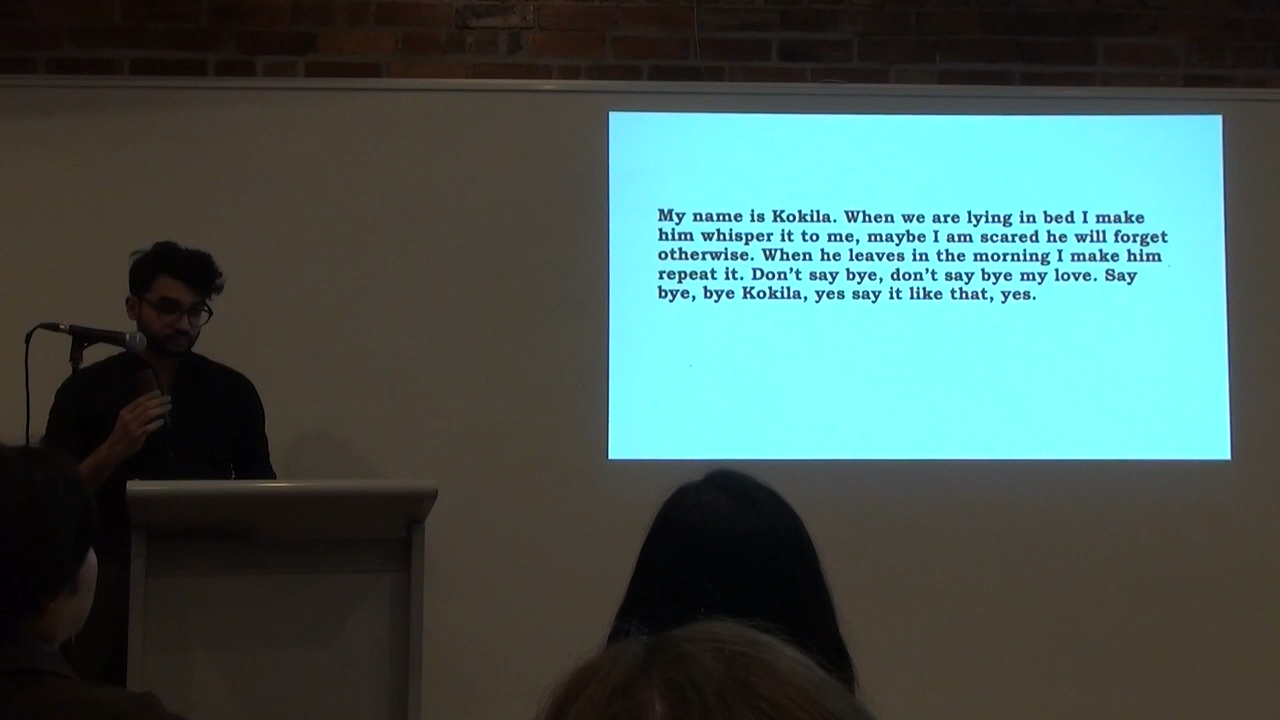 My name is Kokila. When we are lying in bed I make
him whisper it to me, maybe I am scared he will forget
otherwise. When he leaves in the morning I make him
repeat it. Don't say bye, don't say bye my love. Say
bye, bye Kokila, yes say it like that, yes.